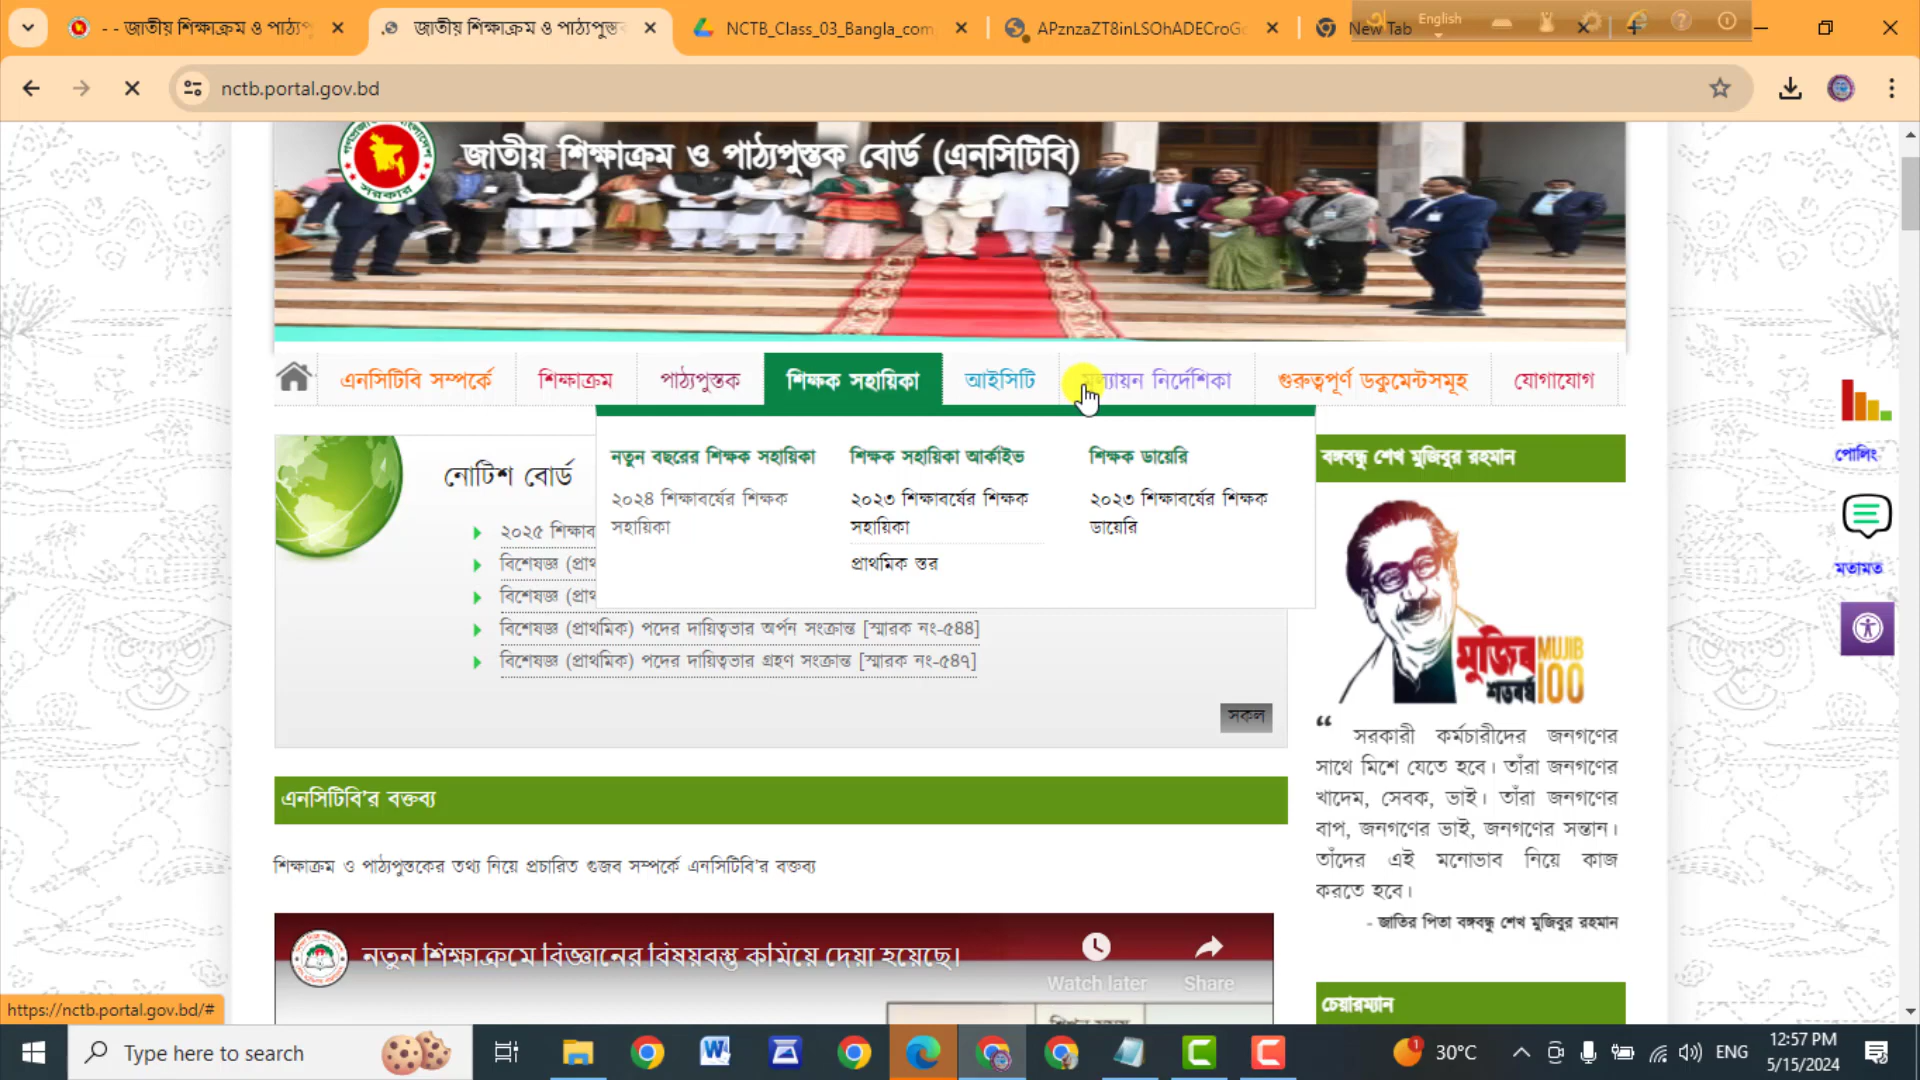 - - জাতীয় শিক্ষাক্রম ও পাঠ্যপু
জাতীয় শিক্ষাক্রম ও পাঠ্যপুস্তক
NCTB_Class_03_Bangla_com
APznzaZT8inLSOhADECroGc
New Tab
English
nctb.portal.gov.bd
জাতীয় শিক্ষাক্রম ও পাঠ্যপুস্তক বোর্ড (এনসিটিবি)
এনসিটিবি সম্পর্কে
শিক্ষাক্রম
পাঠ্যপুস্তক
শিক্ষক সহায়িকা
আইসিটি
মূল্যায়ন নির্দেশিকা
গুরুত্বপূর্ণ ডকুমেন্টসমূহ
যোগাযোগ
নতুন বছরের শিক্ষক সহায়িকা
২০২৪ শিক্ষাবর্ষের শিক্ষক
সহায়িকা
শিক্ষক সহায়িকা আর্কাইভ
২০২৩ শিক্ষাবর্ষের শিক্ষক
সহায়িকা
প্রাথমিক স্তর
শিক্ষক ডায়েরি
২০২৩ শিক্ষাবর্ষের শিক্ষক
ডায়েরি
নোটিশ বোর্ড
২০২৫ শিক্ষাব
বিশেষজ্ঞ (প্রাথ
বিশেষজ্ঞ (প্রাথ
বিশেষজ্ঞ (প্রাথমিক) পদের দায়িত্বভার অর্পন সংক্রান্ত [স্মারক নং-৫৪৪]
বিশেষজ্ঞ (প্রাথমিক) পদের দায়িত্বভার গ্রহণ সংক্রান্ত [স্মারক নং-৫৪৭]
সকল
এনসিটিবি'র বক্তব্য
শিক্ষাক্রম ও পাঠ্যপুস্তকের তথ্য নিয়ে প্রচারিত গুজব সম্পর্কে এনসিটিবি'র বক্তব্য
নতুন শিক্ষাক্রমে বিজ্ঞানের বিষয়বস্তু কমিয়ে দেয়া হয়েছে।
Watch later
Share
বঙ্গবন্ধু শেখ মুজিবুর রহমান
মুজিব
শতবর্ষ
MUJIB
100
“ সরকারী কর্মচারীদের জনগণের
সাথে মিশে যেতে হবে। তাঁরা জনগণের
খাদেম, সেবক, ভাই। তাঁরা জনগণের
বাপ, জনগণের ভাই, জনগণের সন্তান।
তাঁদের এই মনোভাব নিয়ে কাজ
করতে হবে।
- জাতির পিতা বঙ্গবন্ধু শেখ মুজিবুর রহমান
চেয়ারম্যান
পোলিং
মতামত
https://nctb.portal.gov.bd/#
Type here to search
1
30°C
ENG
12:57 PM
5/15/2024